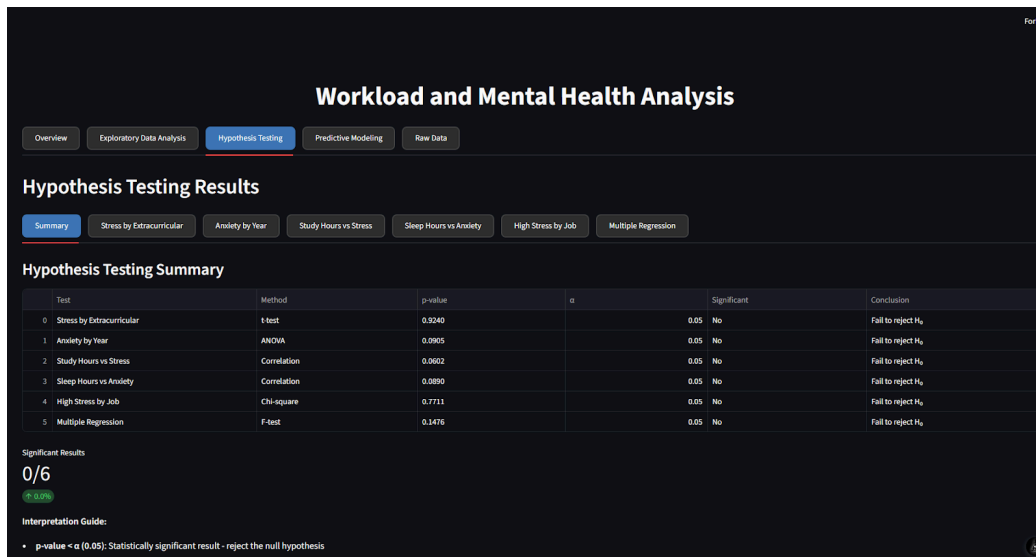 For
Workload and Mental Health Analysis
Overview Exploratory Data Analysis Hypothesis Testing Predictive Modeling Raw Data
Hypothesis Testing Results
Summary Stress by Extracurricular Anxiety by Year Study Hours vs Stress Sleep Hours vs Anxiety High Stress by Job Multiple Regression
Hypothesis Testing Summary
Test Method p-value α Significant Conclusion
0 Stress by Extracurricular t-test 0.9240 0.05 No Fail to reject H₀
1 Anxiety by Year ANOVA 0.0905 0.05 No Fail to reject H₀
2 Study Hours vs Stress Correlation 0.0602 0.05 No Fail to reject H₀
3 Sleep Hours vs Anxiety Correlation 0.0890 0.05 No Fail to reject H₀
4 High Stress by Job Chi-square 0.7711 0.05 No Fail to reject H₀
5 Multiple Regression F-test 0.1476 0.05 No Fail to reject H₀
Significant Results
0/6
↑ 0.0%
Interpretation Guide:
• p-value < α (0.05): Statistically significant result - reject the null hypothesis